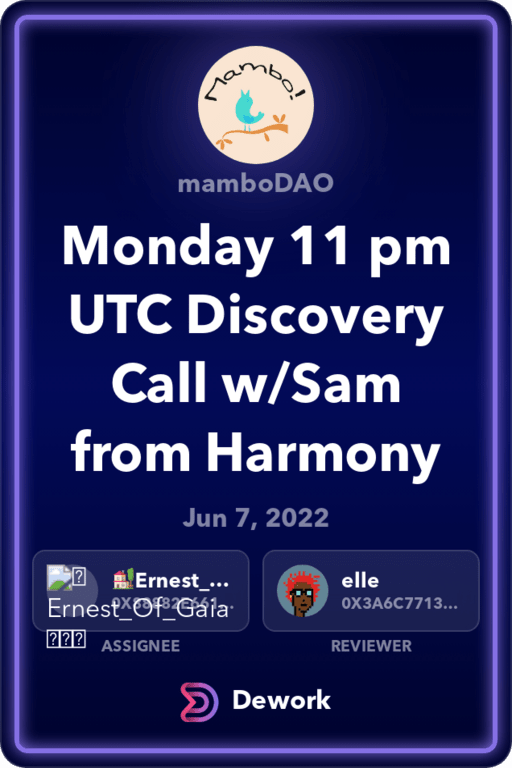 Mambo!
mamboDAO
Monday 11 pm
UTC Discovery
Call w/Sam
from Harmony
Jun 7, 2022
Ernest_...
Ernest_Of_Gaia
ASSIGNEE
elle
0X3A6C7713...
REVIEWER
Dework